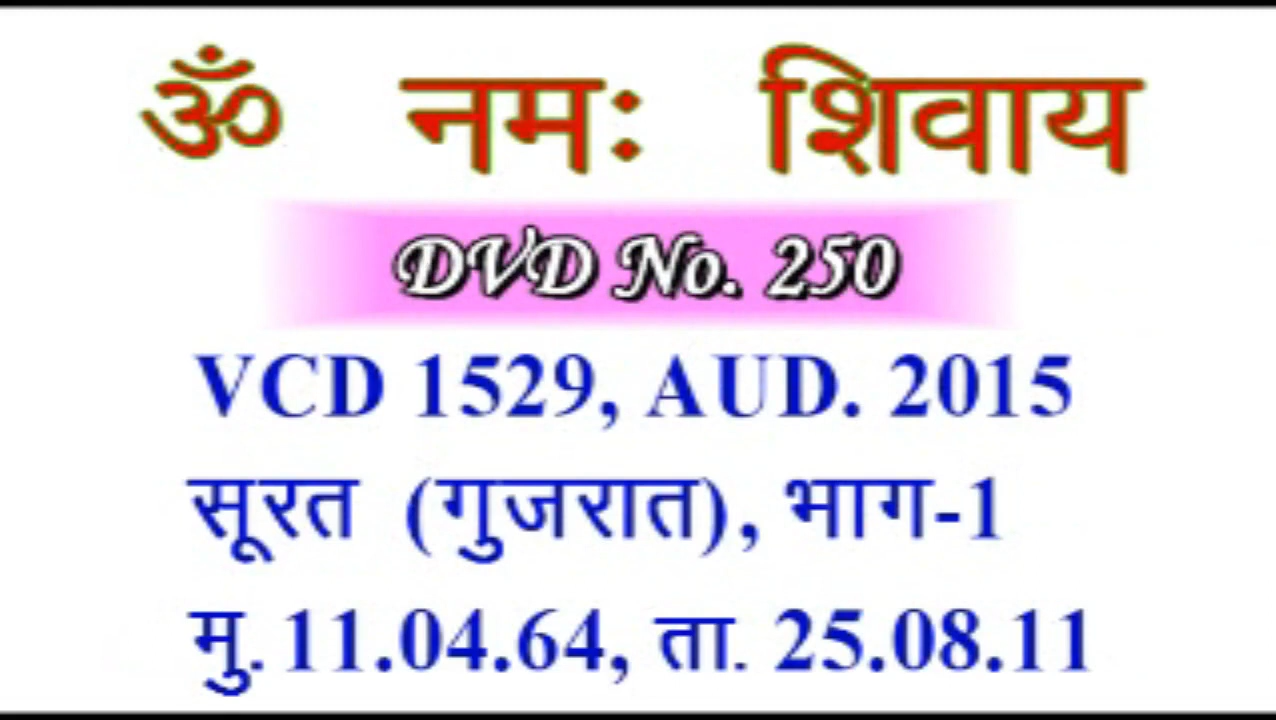 ॐ नमः शिवाय
DVD No. 250
VCD 1529, AUD. 2015
सूरत (गुजरात), भाग-1
मु. 11.04.64, ता. 25.08.11